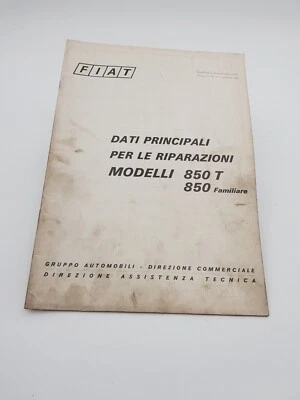 FIAT
DATI PRINCIPALI
PER LE RIPARAZIONI
MODELLI 850 T
850 Familiare
GRUPPO AUTOMOBILI - DIREZIONE COMMERCIALE
DIREZIONE ASSISTENZA TECNICA